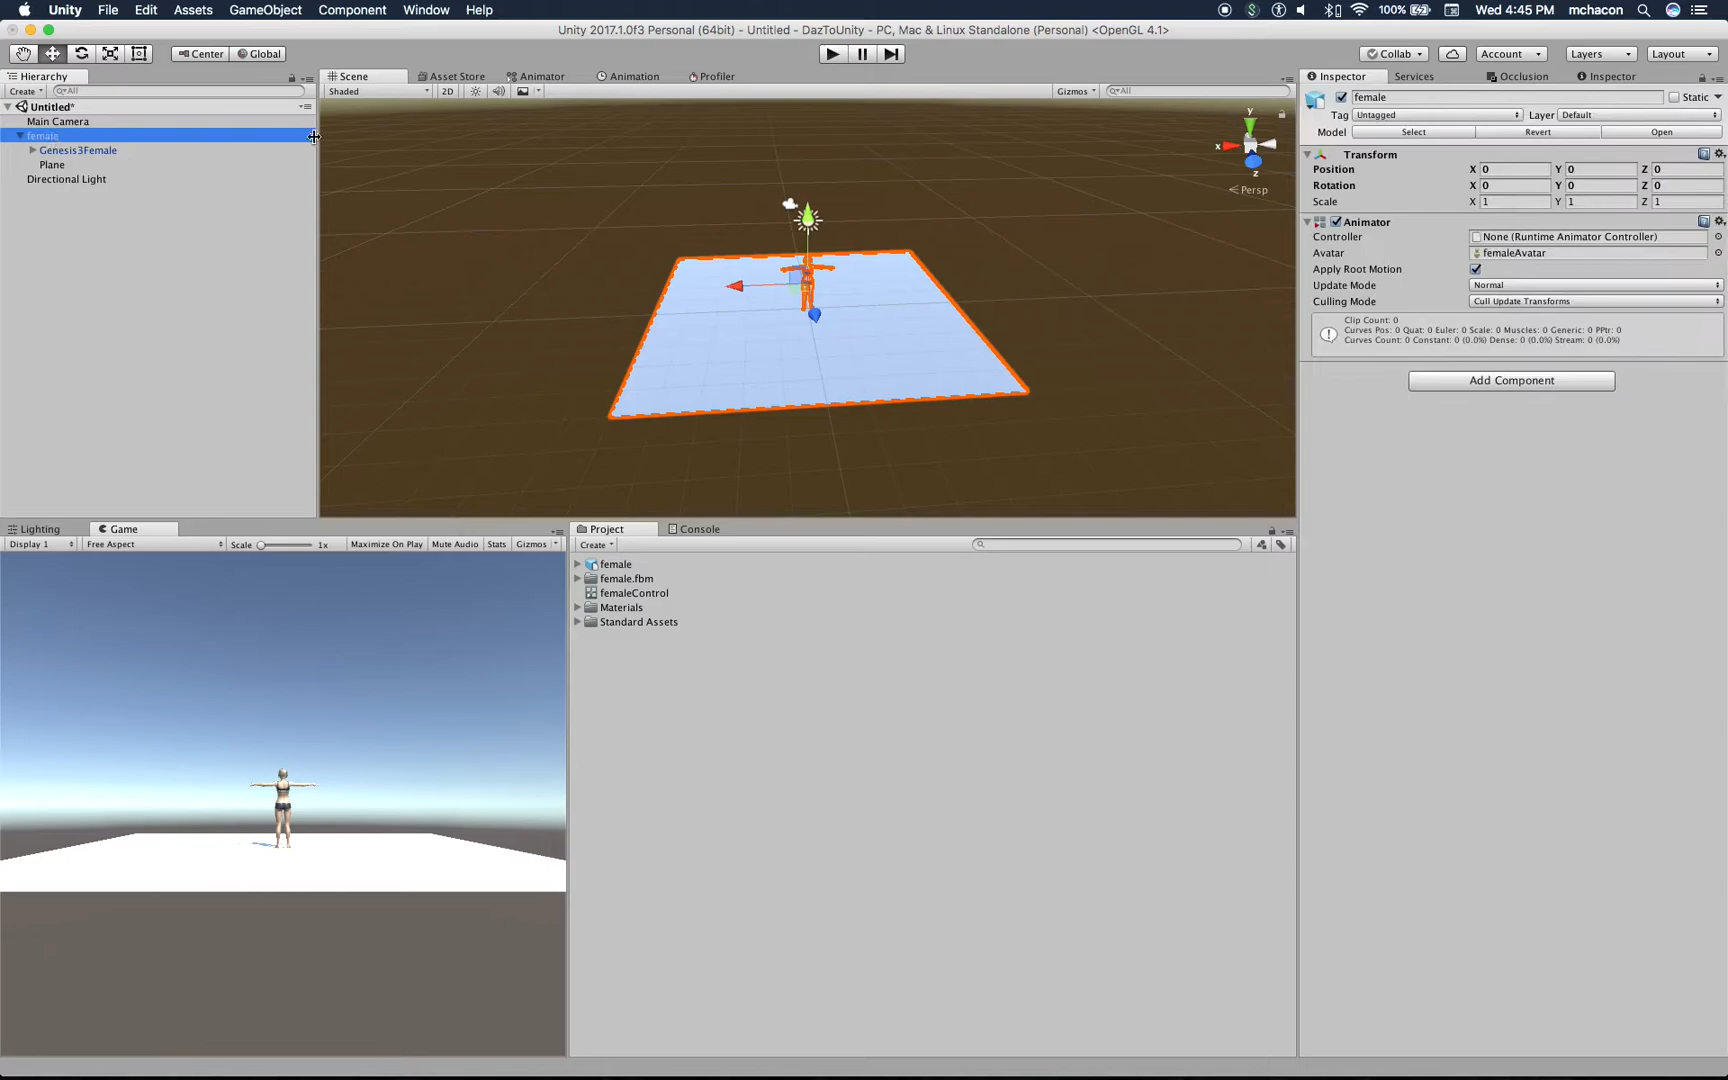 Unity File Edit Assets GameObject Component Window Help 100% Wed 4:45 PM mchacon
Unity 2017.1.0f3 Personal (64bit) - Untitled - DazToUnity - PC, Mac & Linux Standalone (Personal) <OpenGL 4.1>
Center Global Collab Account Layers Layout
Hierarchy Scene Asset Store Animator Animation Profiler Inspector Services Occlusion Inspector
Create All Shaded 2D Gizmos All female Static
Untitled*
Main Camera
female
Genesis3Female
Plane
Directional Light
y
x
z
Persp
Tag Untagged Layer Default
Model Select Revert Open
Transform
Position X 0 Y 0 Z 0
Rotation X 0 Y 0 Z 0
Scale X 1 Y 1 Z 1
Animator
Controller None (Runtime Animator Controller)
Avatar femaleAvatar
Apply Root Motion
Update Mode Normal
Culling Mode Cull Update Transforms
Clip Count: 0
Curves Pos: 0 Quat: 0 Euler: 0 Scale: 0 Muscles: 0 Generic: 0 PPtr: 0
Curves Count: 0 Constant: 0 (0.0%) Dense: 0 (0.0%) Stream: 0 (0.0%)
Add Component
Lighting Game Project Console
Display 1 Free Aspect Scale 1x Maximize On Play Mute Audio Stats Gizmos Create
female
female.fbm
femaleControl
Materials
Standard Assets